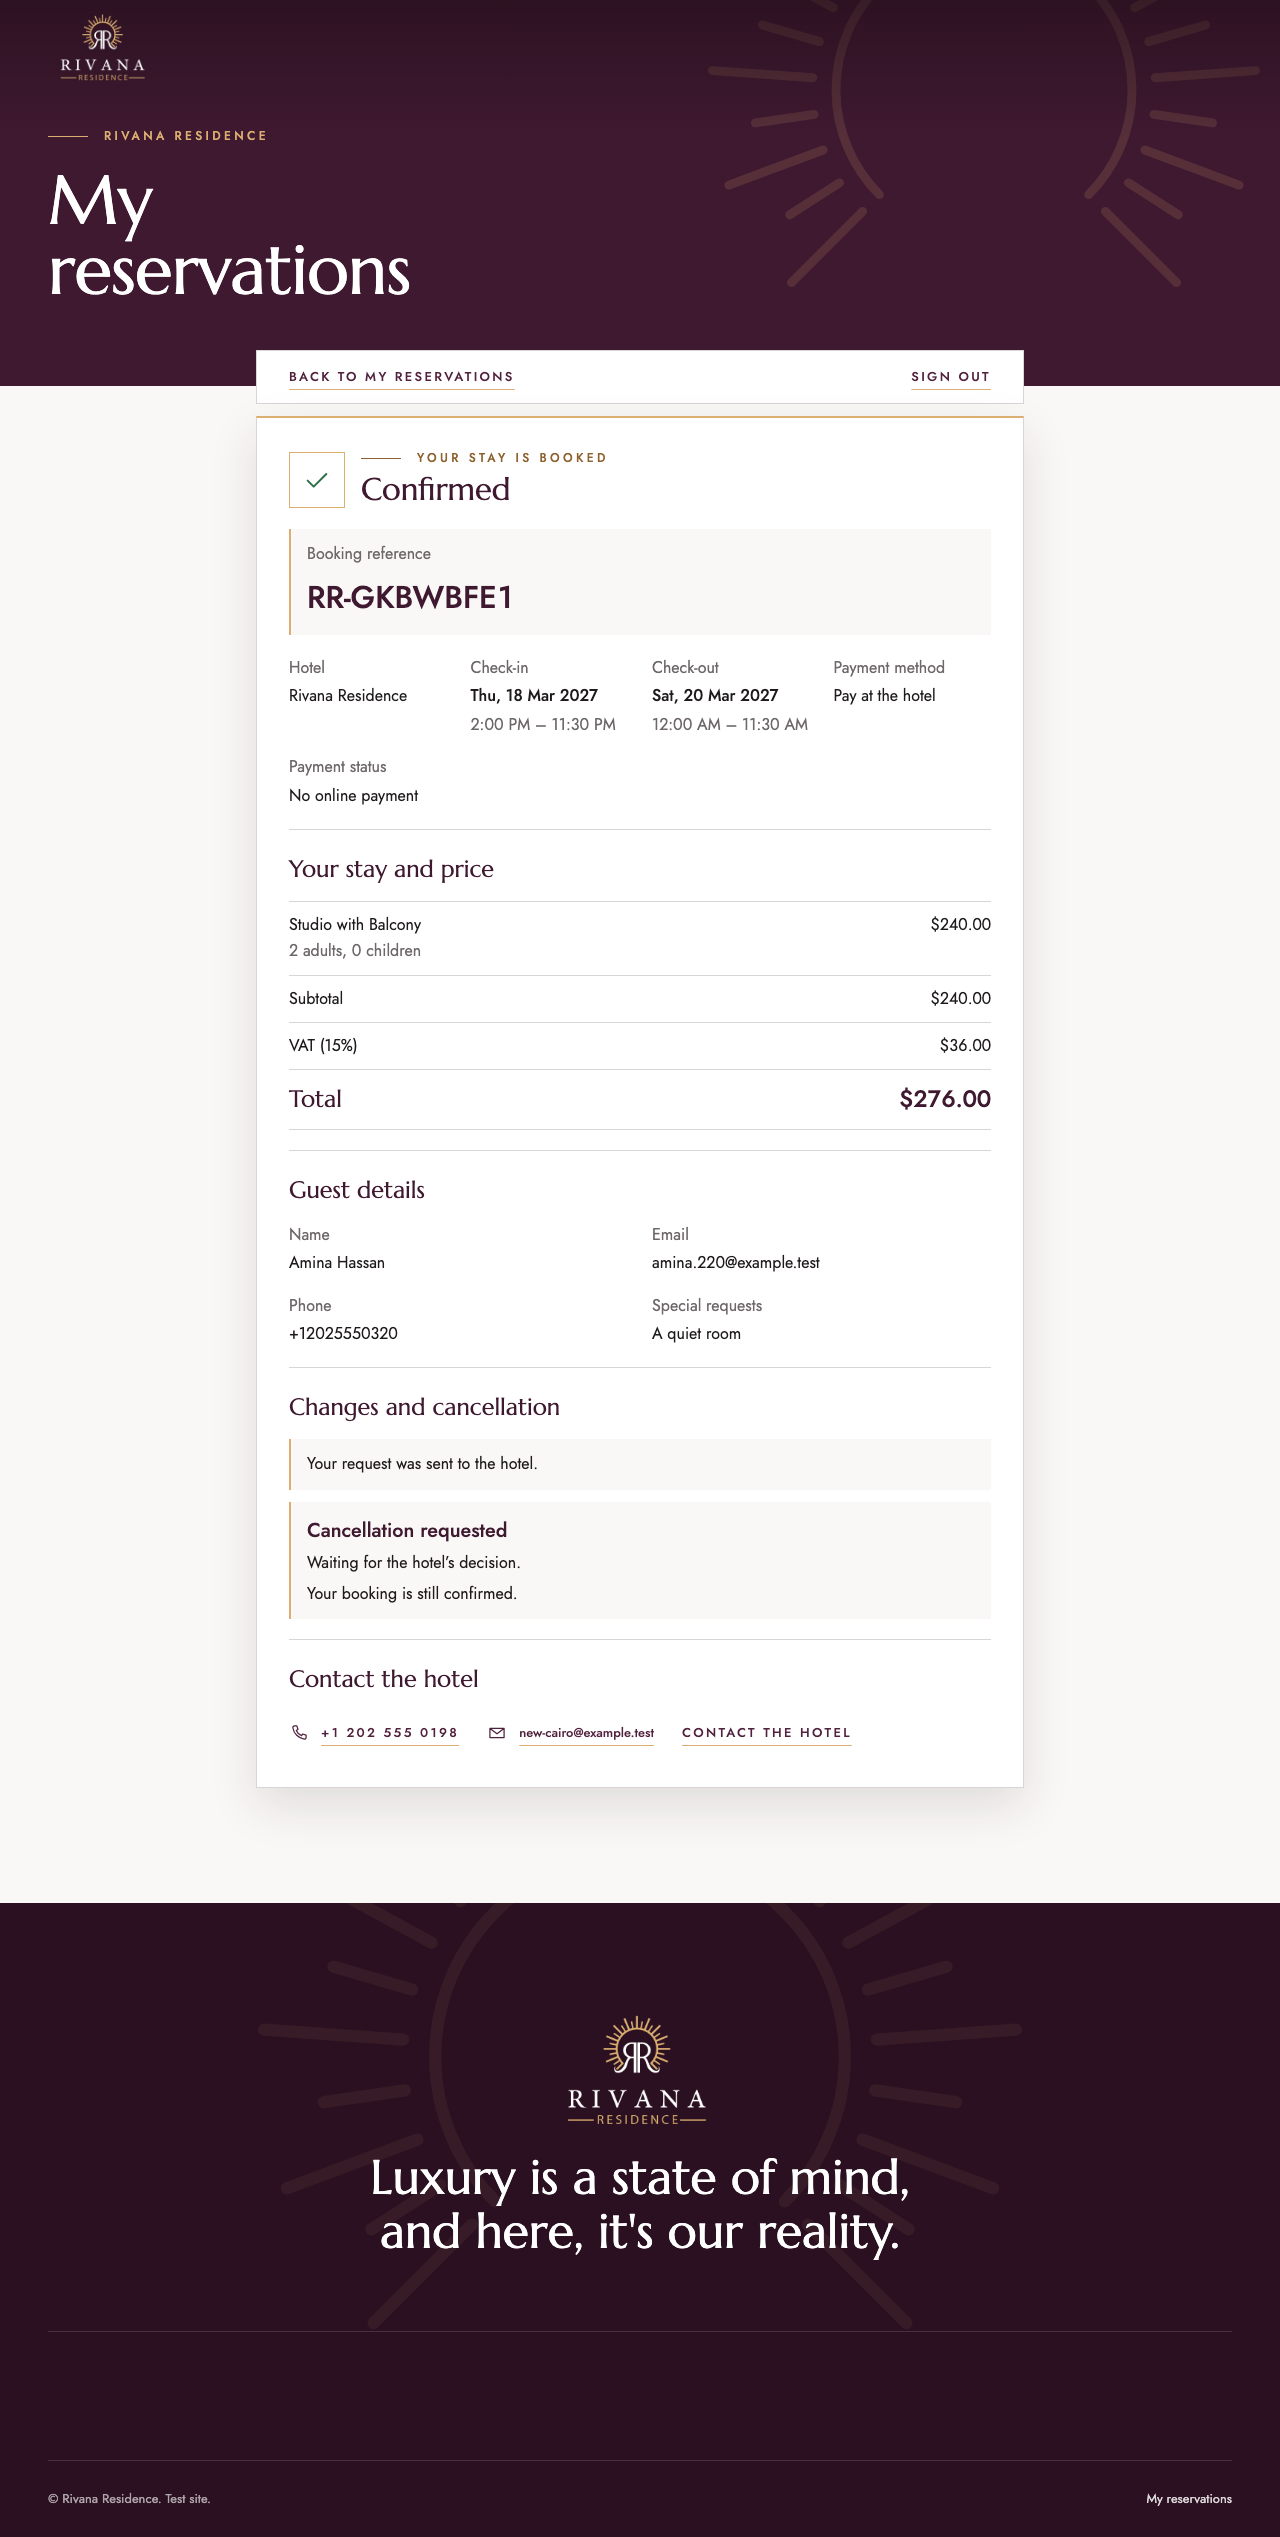 RIVANA
RESIDENCE
RIVANA RESIDENCE
My
reservations
BACK TO MY RESERVATIONS
SIGN OUT
YOUR STAY IS BOOKED
Confirmed
Booking reference
RR-GKBWBFE1
Hotel
Rivana Residence
Check-in
Thu, 18 Mar 2027
2:00 PM – 11:30 PM
Check-out
Sat, 20 Mar 2027
12:00 AM – 11:30 AM
Payment method
Pay at the hotel
Payment status
No online payment
Your stay and price
Studio with Balcony $240.00
2 adults, 0 children
Subtotal $240.00
VAT (15%) $36.00
Total $276.00
Guest details
Name
Amina Hassan
Email
amina.220@example.test
Phone
+12025550320
Special requests
A quiet room
Changes and cancellation
Your request was sent to the hotel.
Cancellation requested
Waiting for the hotel’s decision.
Your booking is still confirmed.
Contact the hotel
+1 202 555 0198
new-cairo@example.test
CONTACT THE HOTEL
RIVANA
RESIDENCE
Luxury is a state of mind,
and here, it's our reality.
© Rivana Residence. Test site.
My reservations